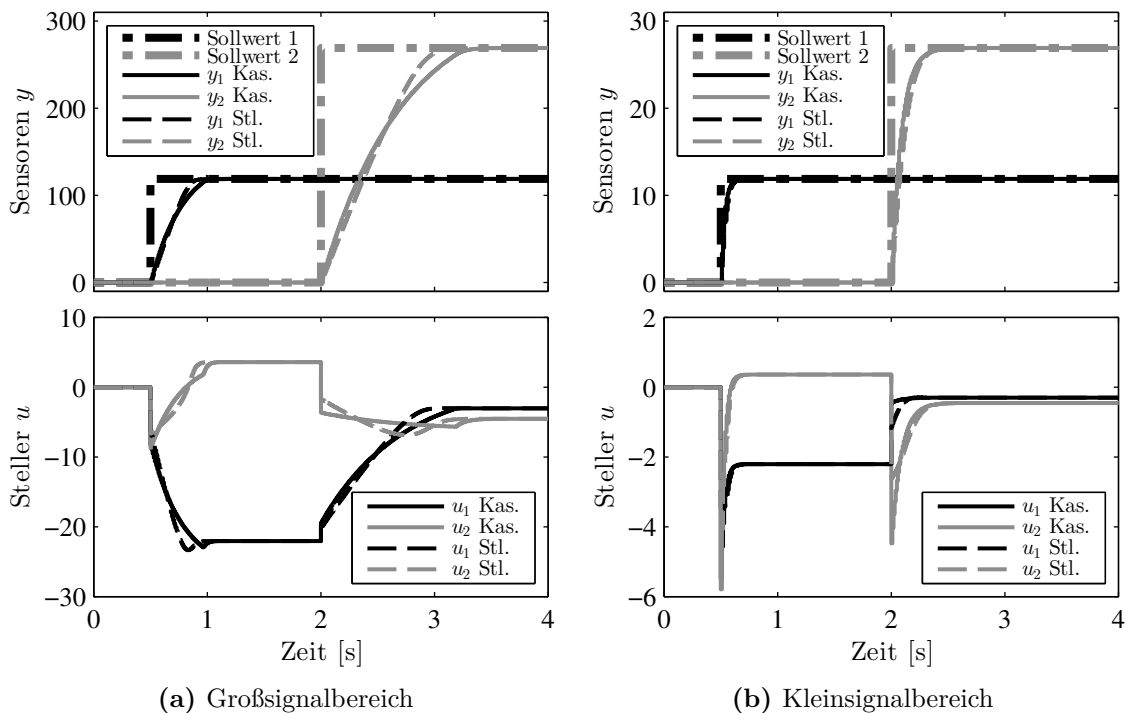 300
200
100
0
Sensoren y
Sollwert 1
Sollwert 2
y₁ Kas.
y₂ Kas.
y₁ Stl.
y₂ Stl.
30
20
10
0
Sensoren y
Sollwert 1
Sollwert 2
y₁ Kas.
y₂ Kas.
y₁ Stl.
y₂ Stl.
10
0
−10
−20
−30
Steller u
u₁ Kas.
u₂ Kas.
u₁ Stl.
u₂ Stl.
0 1 2 3 4
Zeit [s]
2
0
−2
−4
−6
Steller u
u₁ Kas.
u₂ Kas.
u₁ Stl.
u₂ Stl.
0 1 2 3 4
Zeit [s]
(a) Großsignalbereich
(b) Kleinsignalbereich